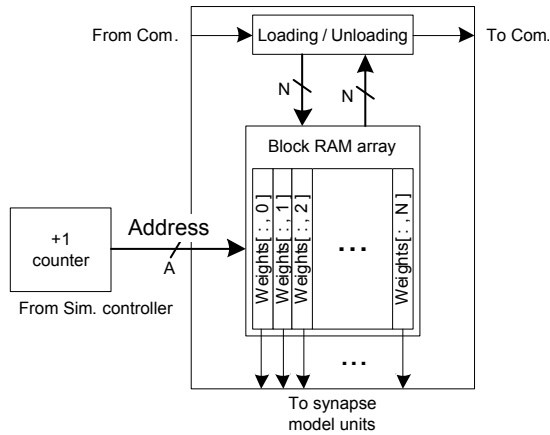 From Com.
Loading / Unloading
To Com.
N
N
Block RAM array
Weights[ : , 0 ]
Weights[ : , 1 ]
Weights[ : , 2 ]
...
Weights[ : , N ]
+1
counter
Address
A
From Sim. controller
...
To synapse
model units